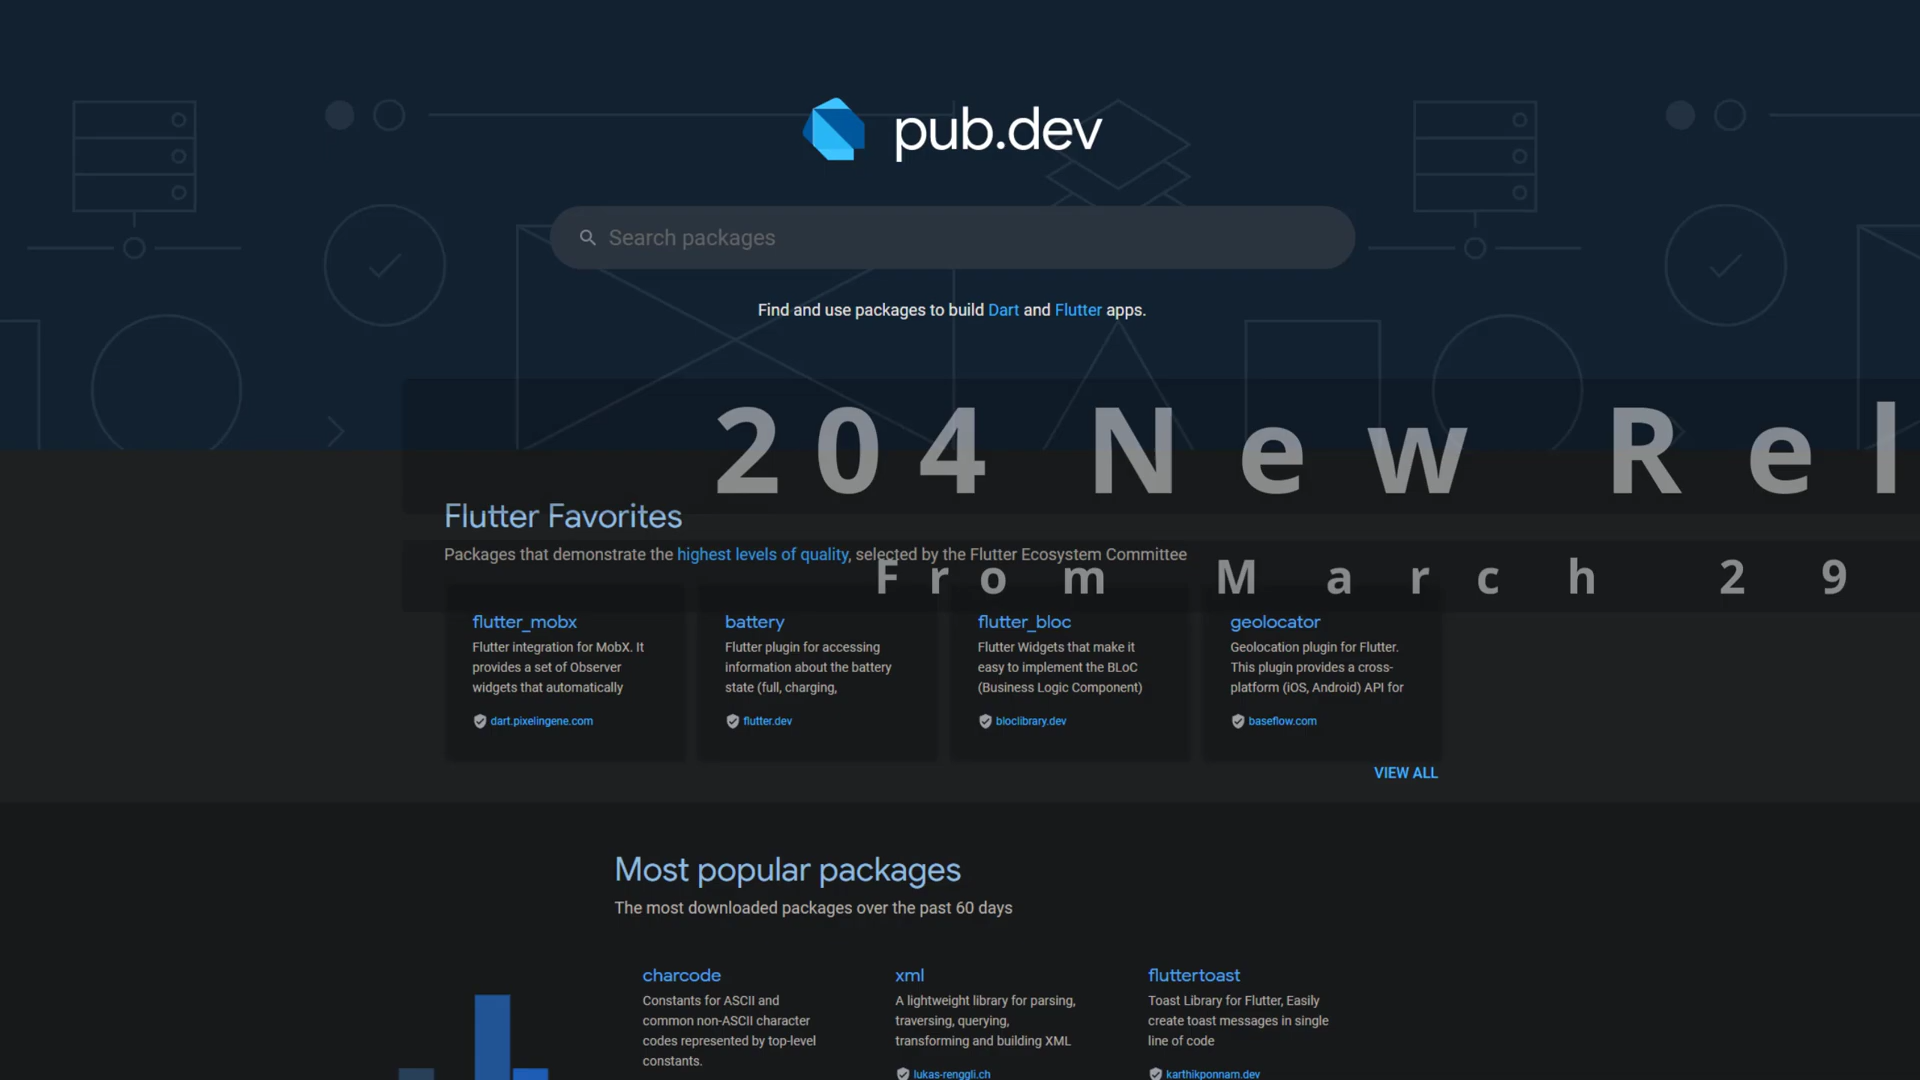 pub.dev
Search packages
Find and use packages to build Dart and Flutter apps.
204 New Rel
Flutter Favorites
Packages that demonstrate the highest levels of quality, selected by the Flutter Ecosystem Committee
From March 29
flutter_mobx
Flutter integration for MobX. It
provides a set of Observer
widgets that automatically
dart.pixelingene.com
battery
Flutter plugin for accessing
information about the battery
state (full, charging,
flutter.dev
flutter_bloc
Flutter Widgets that make it
easy to implement the BLoC
(Business Logic Component)
bloclibrary.dev
geolocator
Geolocation plugin for Flutter.
This plugin provides a cross-
platform (iOS, Android) API for
baseflow.com
VIEW ALL
Most popular packages
The most downloaded packages over the past 60 days
charcode
Constants for ASCII and
common non-ASCII character
codes represented by top-level
constants.
xml
A lightweight library for parsing,
traversing, querying,
transforming and building XML
lukas-renggli.ch
fluttertoast
Toast Library for Flutter, Easily
create toast messages in single
line of code
karthikponnam.dev